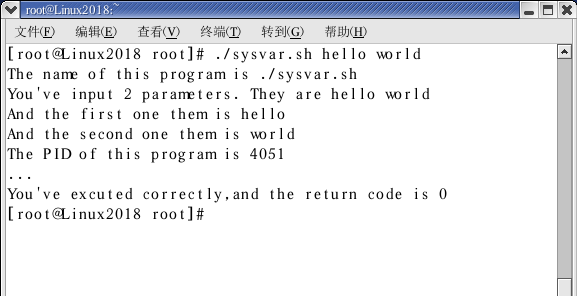 root@Linux2018:~
文件(F) 编辑(E) 查看(V) 终端(T) 转到(G) 帮助(H)
[root@Linux2018 root]# ./sysvar.sh hello world
The name of this program is ./sysvar.sh
You've input 2 parameters. They are hello world
And the first one them is hello
And the second one them is world
The PID of this program is 4051
...
You've excuted correctly,and the return code is 0
[root@Linux2018 root]#